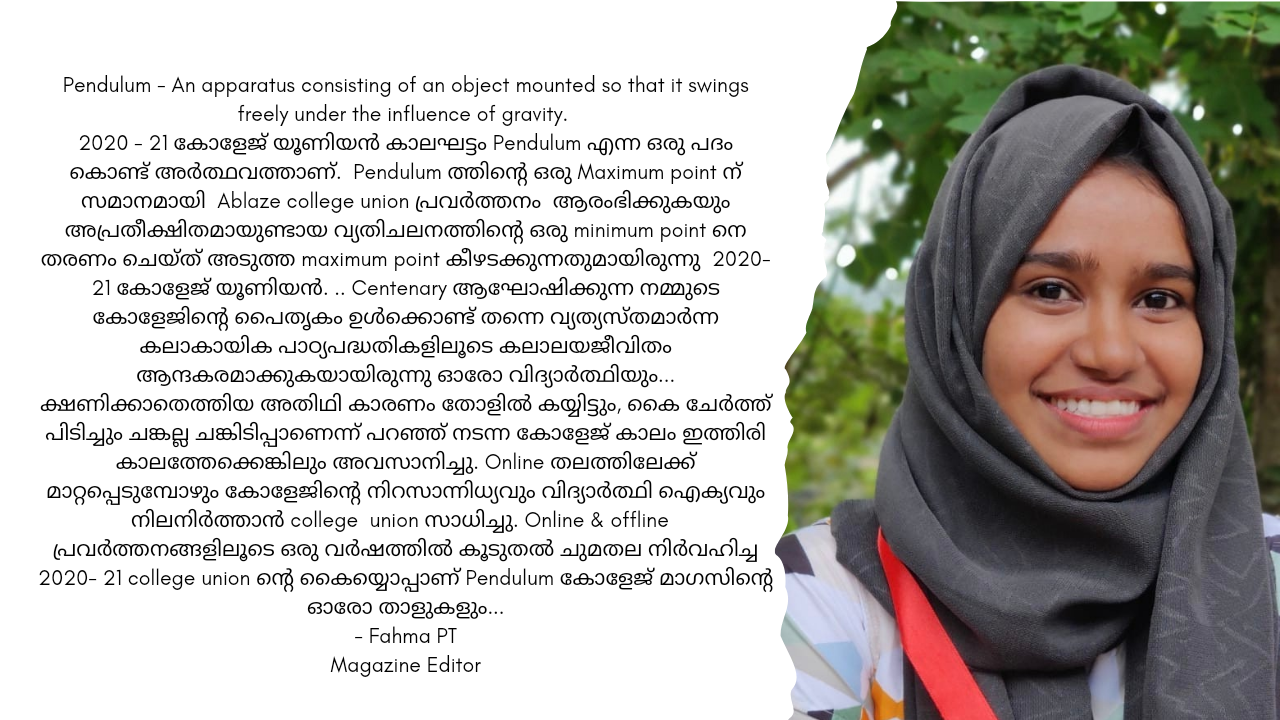 Pendulum - An apparatus consisting of an object mounted so that it swings
freely under the influence of gravity.
2020 - 21 കോളേജ് യൂണിയൻ കാലഘട്ടം Pendulum എന്ന ഒരു പദം
കൊണ്ട് അർത്ഥവത്താണ്. Pendulum ത്തിന്റെ ഒരു Maximum point ന്
സമാനമായി Ablaze college union പ്രവർത്തനം ആരംഭിക്കുകയും
അപ്രതീക്ഷിതമായുണ്ടായ വ്യതിചലനത്തിന്റെ ഒരു minimum point നെ
തരണം ചെയ്ത് അടുത്ത maximum point കീഴടക്കുന്നതുമായിരുന്നു 2020-
21 കോളേജ് യൂണിയൻ. .. Centenary ആഘോഷിക്കുന്ന നമ്മുടെ
കോളേജിന്റെ പൈതൃകം ഉൾക്കൊണ്ട് തന്നെ വ്യത്യസ്തമാർന്ന
കലാകായിക പാഠ്യപദ്ധതികളിലൂടെ കലാലയജീവിതം
ആന്ദകരമാക്കുകയായിരുന്നു ഓരോ വിദ്യാർത്ഥിയും...
ക്ഷണിക്കാതെത്തിയ അതിഥി കാരണം തോളിൽ കയ്യിട്ടും, കൈ ചേർത്ത്
പിടിച്ചും ചങ്കല്ല ചങ്കിടിപ്പാണെന്ന് പറഞ്ഞ് നടന്ന കോളേജ് കാലം ഇത്തിരി
കാലത്തേക്കെങ്കിലും അവസാനിച്ചു. Online തലത്തിലേക്ക്
മാറ്റപ്പെടുമ്പോഴും കോളേജിന്റെ നിറസാന്നിധ്യവും വിദ്യാർത്ഥി ഐക്യവും
നിലനിർത്താൻ college union സാധിച്ചു. Online & offline
പ്രവർത്തനങ്ങളിലൂടെ ഒരു വർഷത്തിൽ കൂടുതൽ ചുമതല നിർവഹിച്ച
2020- 21 college union ന്റെ കൈയ്യൊപ്പാണ് Pendulum കോളേജ് മാഗസിന്റെ
ഓരോ താളുകളും...
- Fahma PT
Magazine Editor